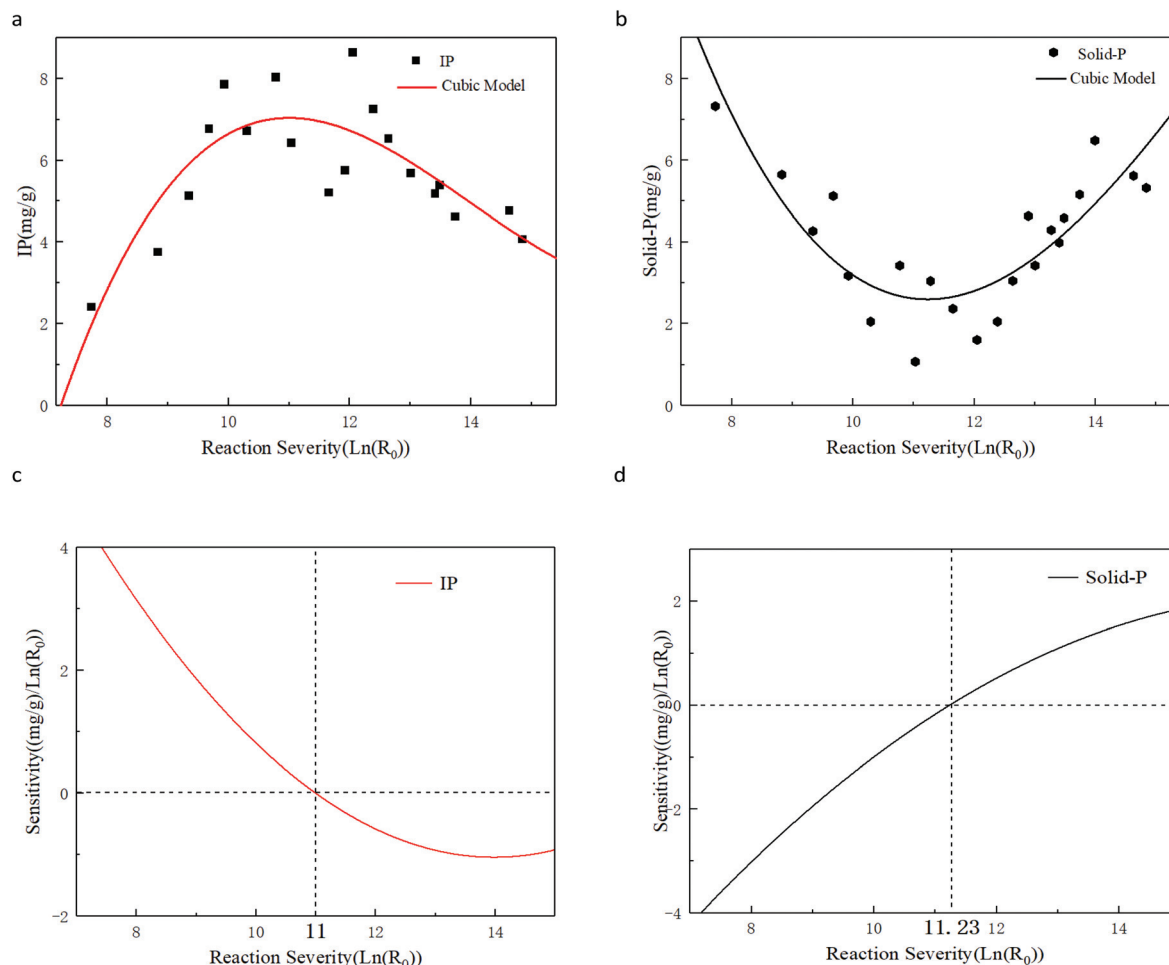 a
b
IP
Cubic Model
Solid-P
Cubic Model
8
6
4
2
0
IP(mg/g)
8
10
12
14
Reaction Severity(Ln(R₀))
8
6
4
2
0
Solid-P(mg/g)
8
10
12
14
Reaction Severity(Ln(R₀))
c
d
4
2
0
−2
Sensitivity((mg/g)/Ln(R₀))
IP
8
10
11
12
14
Reaction Severity(Ln(R₀))
2
0
−2
−4
Sensitivity((mg/g)/Ln(R₀))
Solid-P
8
10
11.23
12
14
Reaction Severity(Ln(R₀))